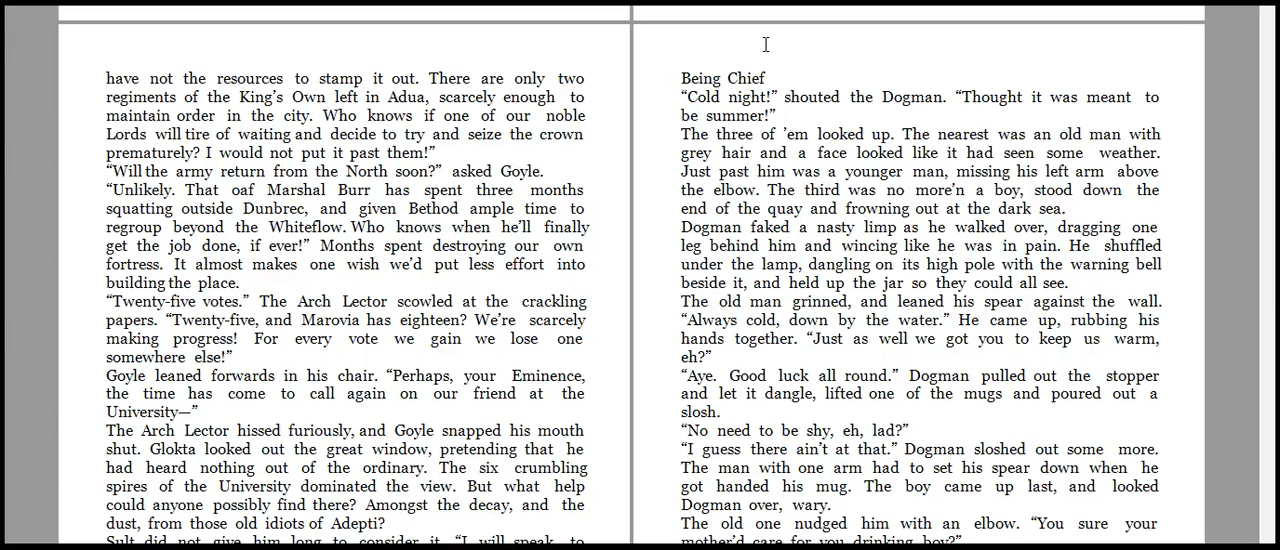 have not the resources to stamp it out. There are only two
regiments of the King's Own left in Adua, scarcely enough to
maintain order in the city. Who knows if one of our noble
Lords will tire of waiting and decide to try and seize the crown
prematurely? I would not put it past them!”
“Will the army return from the North soon?” asked Goyle.
“Unlikely. That oaf Marshal Burr has spent three months
squatting outside Dunbrec, and given Bethod ample time to
regroup beyond the Whiteflow. Who knows when he’ll finally
get the job done, if ever!” Months spent destroying our own
fortress. It almost makes one wish we’d put less effort into
building the place.
“Twenty-five votes.” The Arch Lector scowled at the crackling
papers. “Twenty-five, and Marovia has eighteen? We’re scarcely
making progress! For every vote we gain we lose one
somewhere else!”
Goyle leaned forwards in his chair. “Perhaps, your Eminence,
the time has come to call again on our friend at the
University—”
The Arch Lector hissed furiously, and Goyle snapped his mouth
shut. Glokta looked out the great window, pretending that he
had heard nothing out of the ordinary. The six crumbling
spires of the University dominated the view. But what help
could anyone possibly find there? Amongst the decay, and the
dust, from those old idiots of Adepti?
Sult did not give him long to consider it. “I will speak to
Being Chief
“Cold night!” shouted the Dogman. “Thought it was meant to
be summer!”
The three of ’em looked up. The nearest was an old man with
grey hair and a face looked like it had seen some weather.
Just past him was a younger man, missing his left arm above
the elbow. The third was no more’n a boy, stood down the
end of the quay and frowning out at the dark sea.
Dogman faked a nasty limp as he walked over, dragging one
leg behind him and wincing like he was in pain. He shuffled
under the lamp, dangling on its high pole with the warning bell
beside it, and held up the jar so they could all see.
The old man grinned, and leaned his spear against the wall.
“Always cold, down by the water.” He came up, rubbing his
hands together. “Just as well we got you to keep us warm,
eh?”
“Aye. Good luck all round.” Dogman pulled out the stopper
and let it dangle, lifted one of the mugs and poured out a
slosh.
“No need to be shy, eh, lad?”
“I guess there ain’t at that.” Dogman sloshed out some more.
The man with one arm had to set his spear down when he
got handed his mug. The boy came up last, and looked
Dogman over, wary.
The old one nudged him with an elbow. “You sure your
mother’d care for you drinking, boy?”